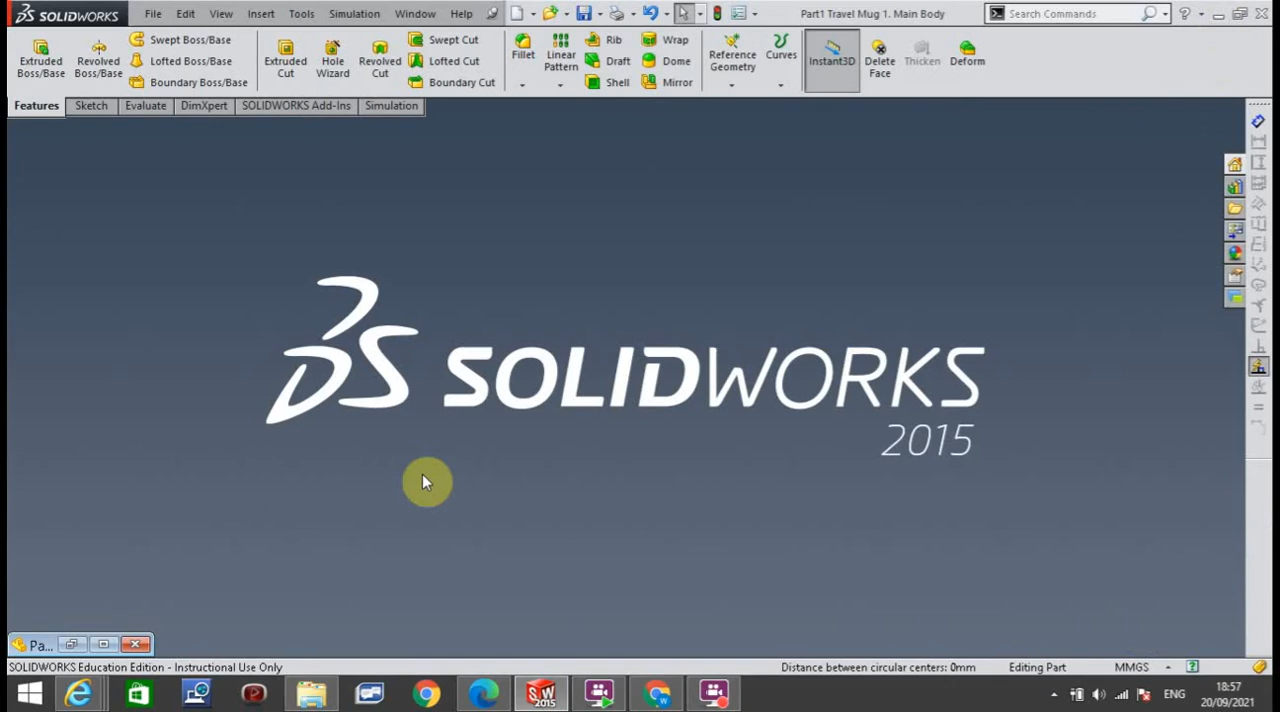 SOLIDWORKS File Edit View Insert Tools Simulation Window Help Part1 Travel Mug 1. Main Body Search Commands
Extruded Boss/Base
Revolved Boss/Base
Swept Boss/Base
Lofted Boss/Base
Boundary Boss/Base
Extruded Cut
Hole Wizard
Revolved Cut
Swept Cut
Lofted Cut
Boundary Cut
Fillet
Linear Pattern
Rib
Draft
Shell
Wrap
Dome
Mirror
Reference Geometry
Curves
Instant3D
Delete Face
Thicken
Deform
Features Sketch Evaluate DimXpert SOLIDWORKS Add-Ins Simulation
SOLIDWORKS
2015
Pa...
SOLIDWORKS Education Edition - Instructional Use Only Distance between circular centers: 0mm Editing Part MMGS
SW
2015
ENG
18:57
20/09/2021